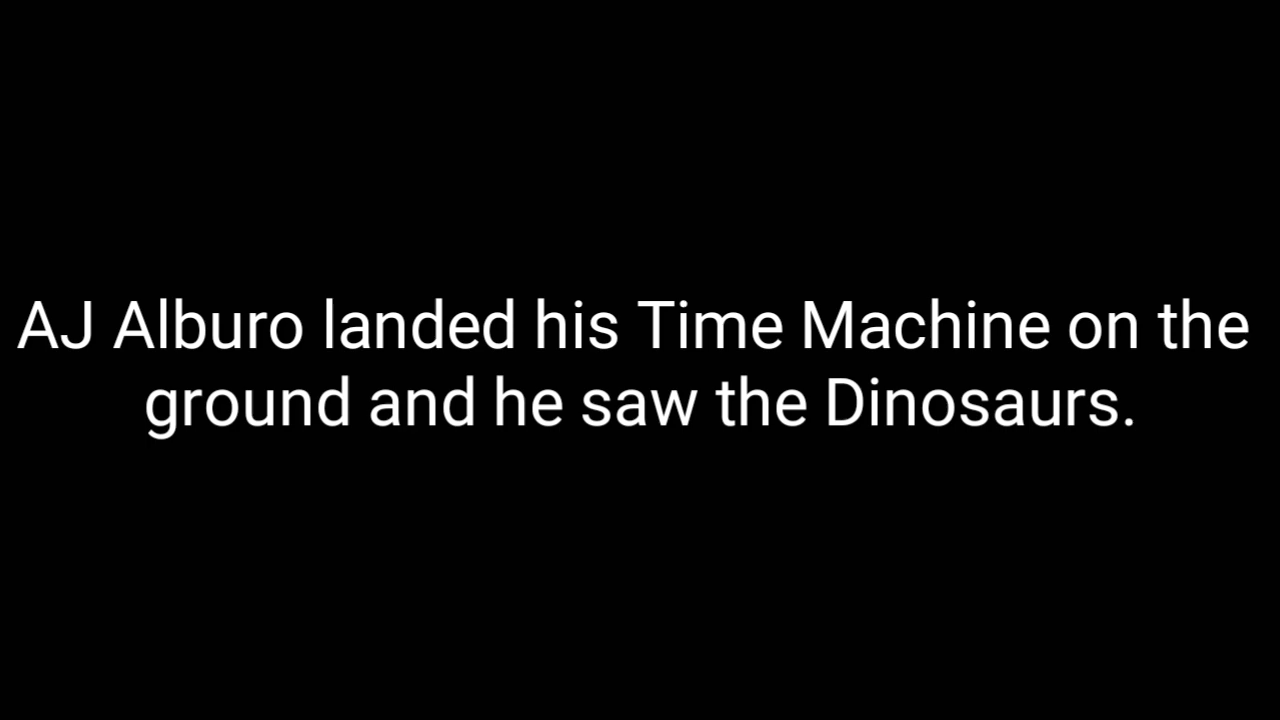 AJ Alburo landed his Time Machine on the
ground and he saw the Dinosaurs.